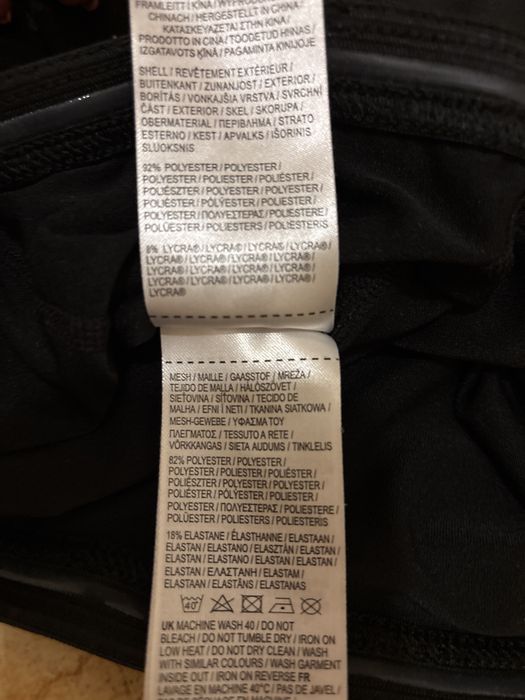 FRAMLEITT Í KÍNA / WYPRODUKOWANO
CHINACH / HERGESTELLT IN CHINA
ΚΑΤΑΣΚΕΥΑΖΕΤΑΙ ΣΤΗΝ ΚΙΝΑ /
PRODOTTO IN CINA / TOODETUD HIINAS /
IZGATAVOTS ĶĪNĀ / PAGAMINTA KINIJOJE
SHELL / REVÊTEMENT EXTÉRIEUR /
BUITENKANT / ZUNANJOST / EXTERIOR /
BORÍTÁS / VONKAJŠIA VRSTVA / SVRCHNÍ
ČÁST / EXTERIOR / SKEL / SKORUPA /
OBERMATERIAL / ΠΕΡΙΒΛΗΜΑ / STRATO
ESTERNO / KEST / APVALKS / IŠORINIS
SLUOKSNIS
92% POLYESTER / POLYESTER /
POLYESTER / POLIESTER / POLIÉSTER /
POLIÉSZTER / POLYESTER / POLYESTER /
POLIÉSTER / PÓLÝESTER / POLIESTER /
POLYESTER / ΠΟΛΥΕΣΤΕΡΑΣ / POLIESTERE /
POLÜESTER / POLIESTERS / POLIESTERIS
8% LYCRA® / LYCRA® / LYCRA® / LYCRA® /
LYCRA® / LYCRA® / LYCRA® / LYCRA® /
LYCRA® / LYCRA® / LYCRA® / LYCRA® /
LYCRA® / LYCRA® / LYCRA® / LYCRA® /
LYCRA®
MESH / MAILLE / GAASSTOF / MREŽA /
TEJIDO DE MALLA / HÁLÓSZÖVET /
SIEŤOVINA / SÍŤOVINA / TECIDO DE
MALHA / EFNI Í NETI / TKANINA SIATKOWA /
MESH-GEWEBE / ΥΦΑΣΜΑ ΤΟΥ
ΠΛΕΓΜΑΤΟΣ / TESSUTO A RETE /
VÕRKKANGAS / SIETA AUDUMS / TINKLELIS
82% POLYESTER / POLYESTER /
POLYESTER / POLIESTER / POLIÉSTER /
POLIÉSZTER / POLYESTER / POLYESTER /
POLIÉSTER / PÓLÝESTER / POLIESTER /
POLYESTER / ΠΟΛΥΕΣΤΕΡΑΣ / POLIESTERE /
POLÜESTER / POLIESTERS / POLIESTERIS
18% ELASTANE / ÉLASTHANNE / ELASTAAN /
ELASTAN / ELASTANO / ELASZTÁN / ELASTAN /
ELASTAN / ELASTANO / ELASTAN / ELASTAN /
ELASTAN / ΕΛΑΣΤΑΝΗ / ELASTAM /
ELASTAAN / ELASTĀNS / ELASTANAS
40°
UK MACHINE WASH 40 / DO NOT
BLEACH / DO NOT TUMBLE DRY / IRON ON
LOW HEAT / DO NOT DRY CLEAN / WASH
WITH SIMILAR COLOURS / WASH GARMENT
INSIDE OUT / IRON ON REVERSE FR
LAVAGE EN MACHINE 40°C / PAS DE JAVEL /